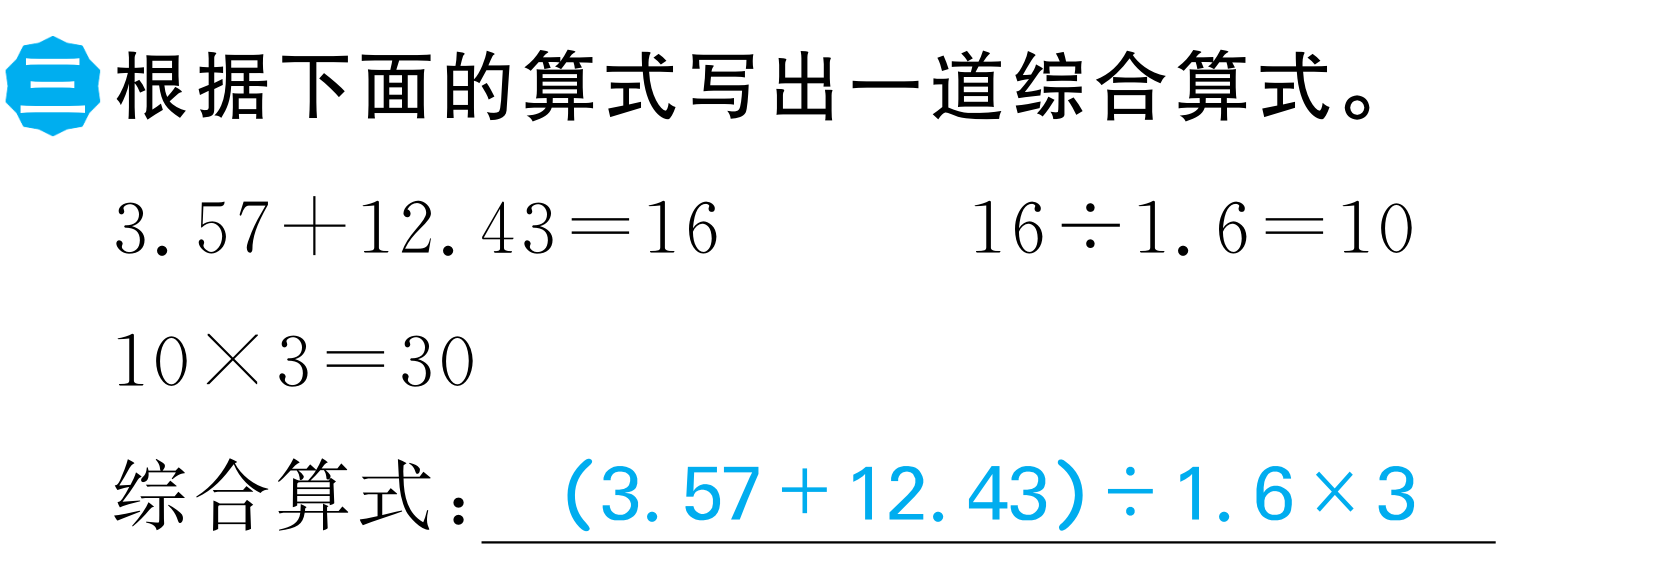 三 根据下面的算式写出一道综合算式。
3.57+12.43=16 16÷1.6=10
10×3=30
综合算式：(3.57+12.43)÷1.6×3